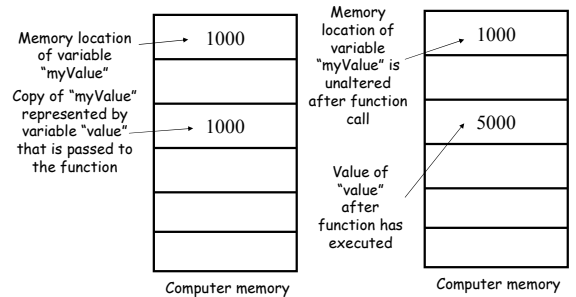 Memory location
of variable
“myValue”
1000
Copy of “myValue”
represented by
variable “value”
that is passed to
the function
1000
Computer memory
Memory
location of
variable
“myValue” is
unaltered
after function
call
1000
5000
Value of
“value”
after
function has
executed
Computer memory